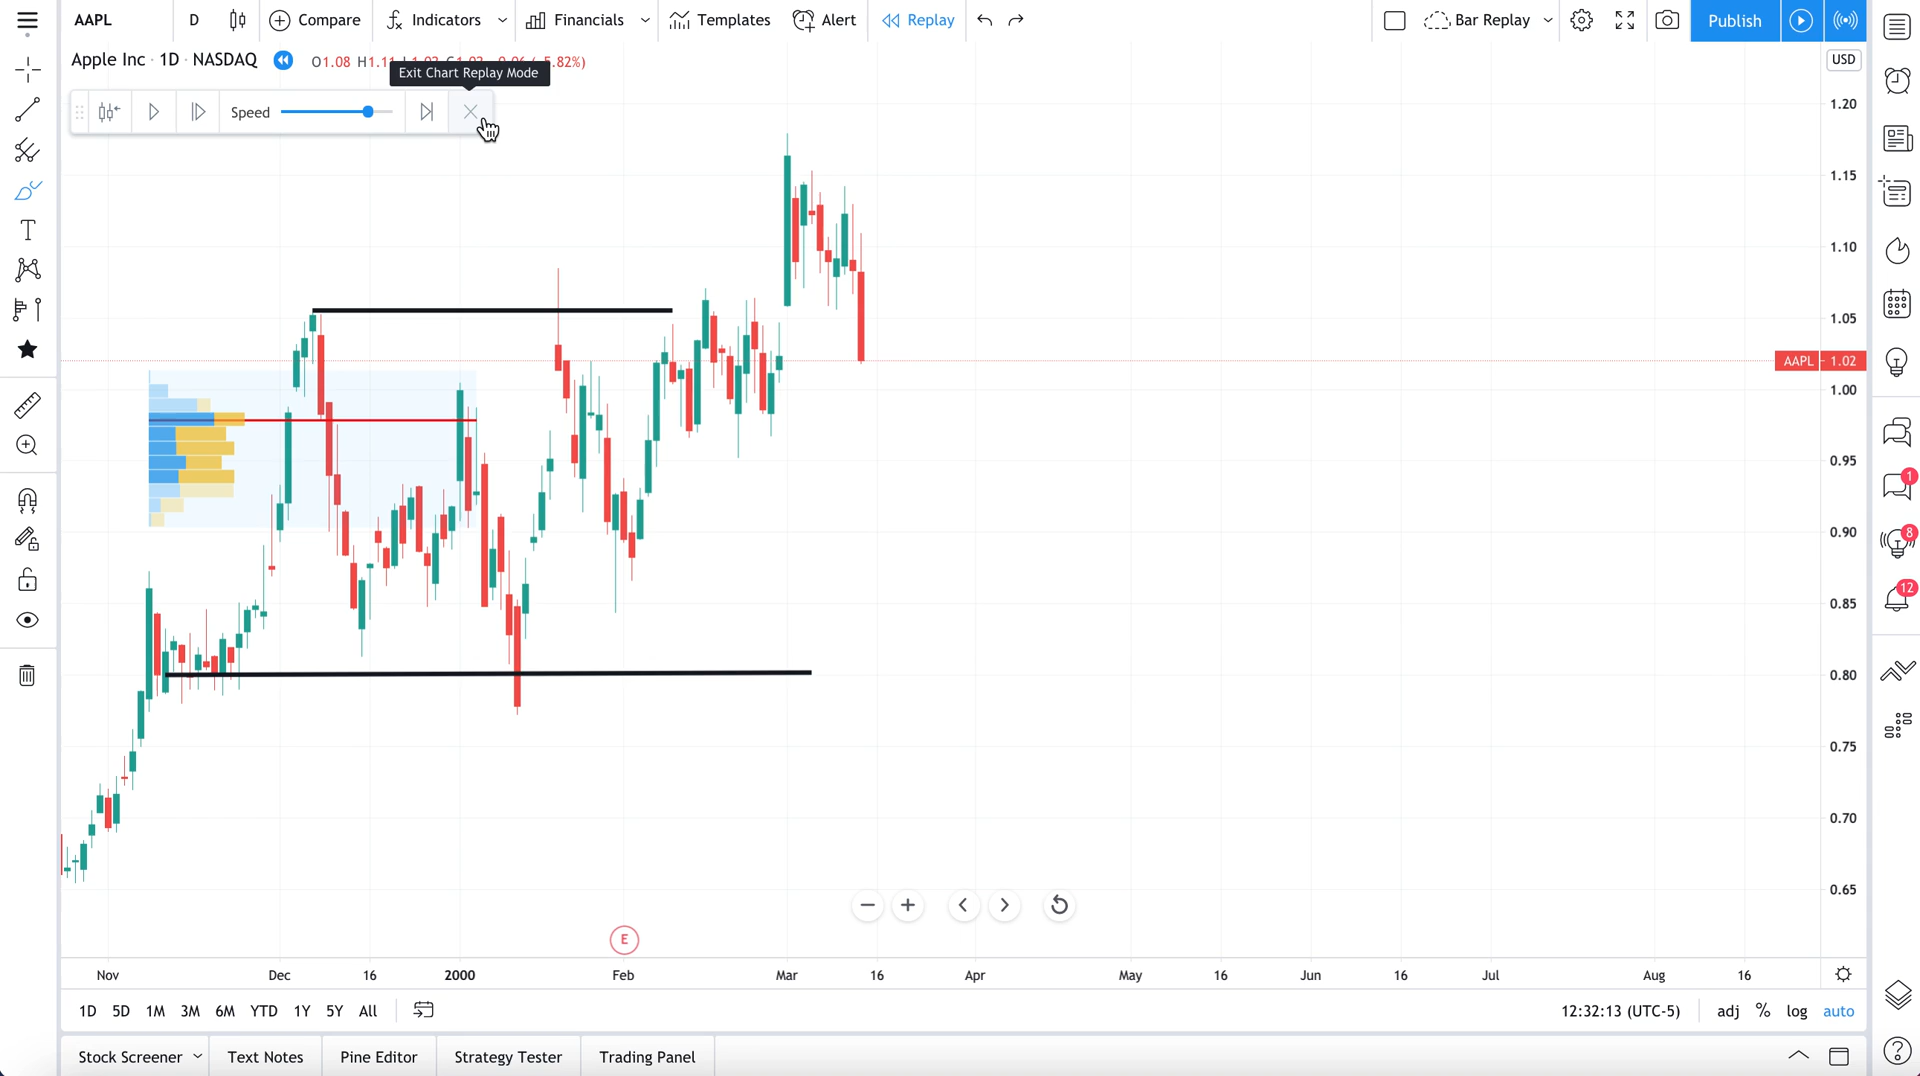 AAPL D Compare Indicators Financials Templates Alert Replay Bar Replay Publish
Apple Inc · 1D · NASDAQ O1.08 5.82%)
Exit Chart Replay Mode
Speed
USD
1.20
1.15
1.10
1.05
AAPL 1.02
1.00
0.95
0.90
0.85
0.80
0.75
0.70
0.65
1
8
12
E
Nov Dec 16 2000 Feb Mar 16 Apr May 16 Jun 16 Jul Aug 16
1D 5D 1M 3M 6M YTD 1Y 5Y All 12:32:13 (UTC-5) adj % log auto
Stock Screener Text Notes Pine Editor Strategy Tester Trading Panel